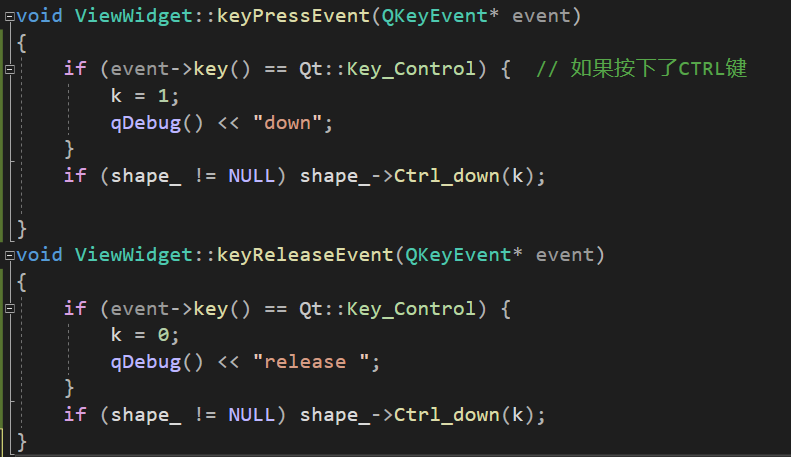 void ViewWidget::keyPressEvent(QKeyEvent* event)
{
    if (event->key() == Qt::Key_Control) {  // 如果按下了CTRL键
        k = 1;
        qDebug() << "down";
    }
    if (shape_ != NULL) shape_->Ctrl_down(k);
}
void ViewWidget::keyReleaseEvent(QKeyEvent* event)
{
    if (event->key() == Qt::Key_Control) {
        k = 0;
        qDebug() << "release ";
    }
    if (shape_ != NULL) shape_->Ctrl_down(k);
}